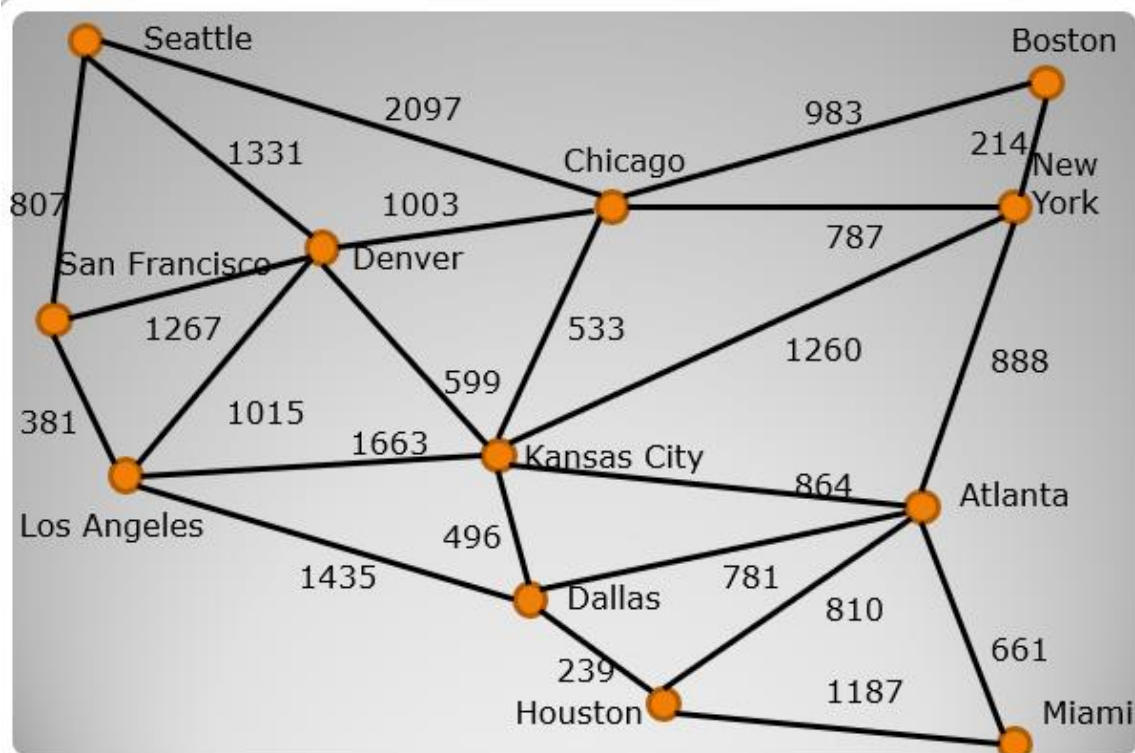 Seattle
Boston
2097
983
1331
Chicago
214
New
York
807
1003
787
San Francisco
Denver
1267
533
1260
888
599
381
1015
1663
Kansas City
864
Atlanta
Los Angeles
496
1435
781
Dallas
810
239
661
1187
Houston
Miami